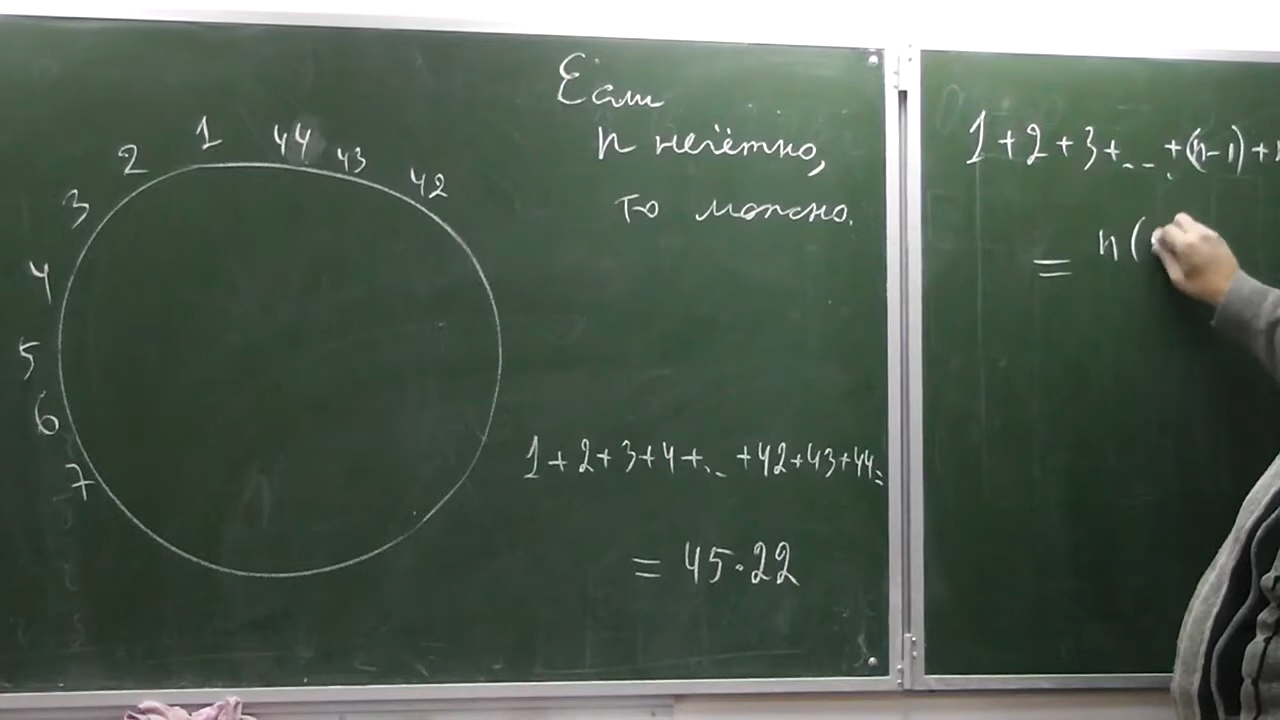 1 44 43 42
2
3
4
5
6
7
Если
n нечётно,
то можно.
1+2+3+4+... +42+43+44=
= 45·22
1+2+3+... +(n-1)+
= n(